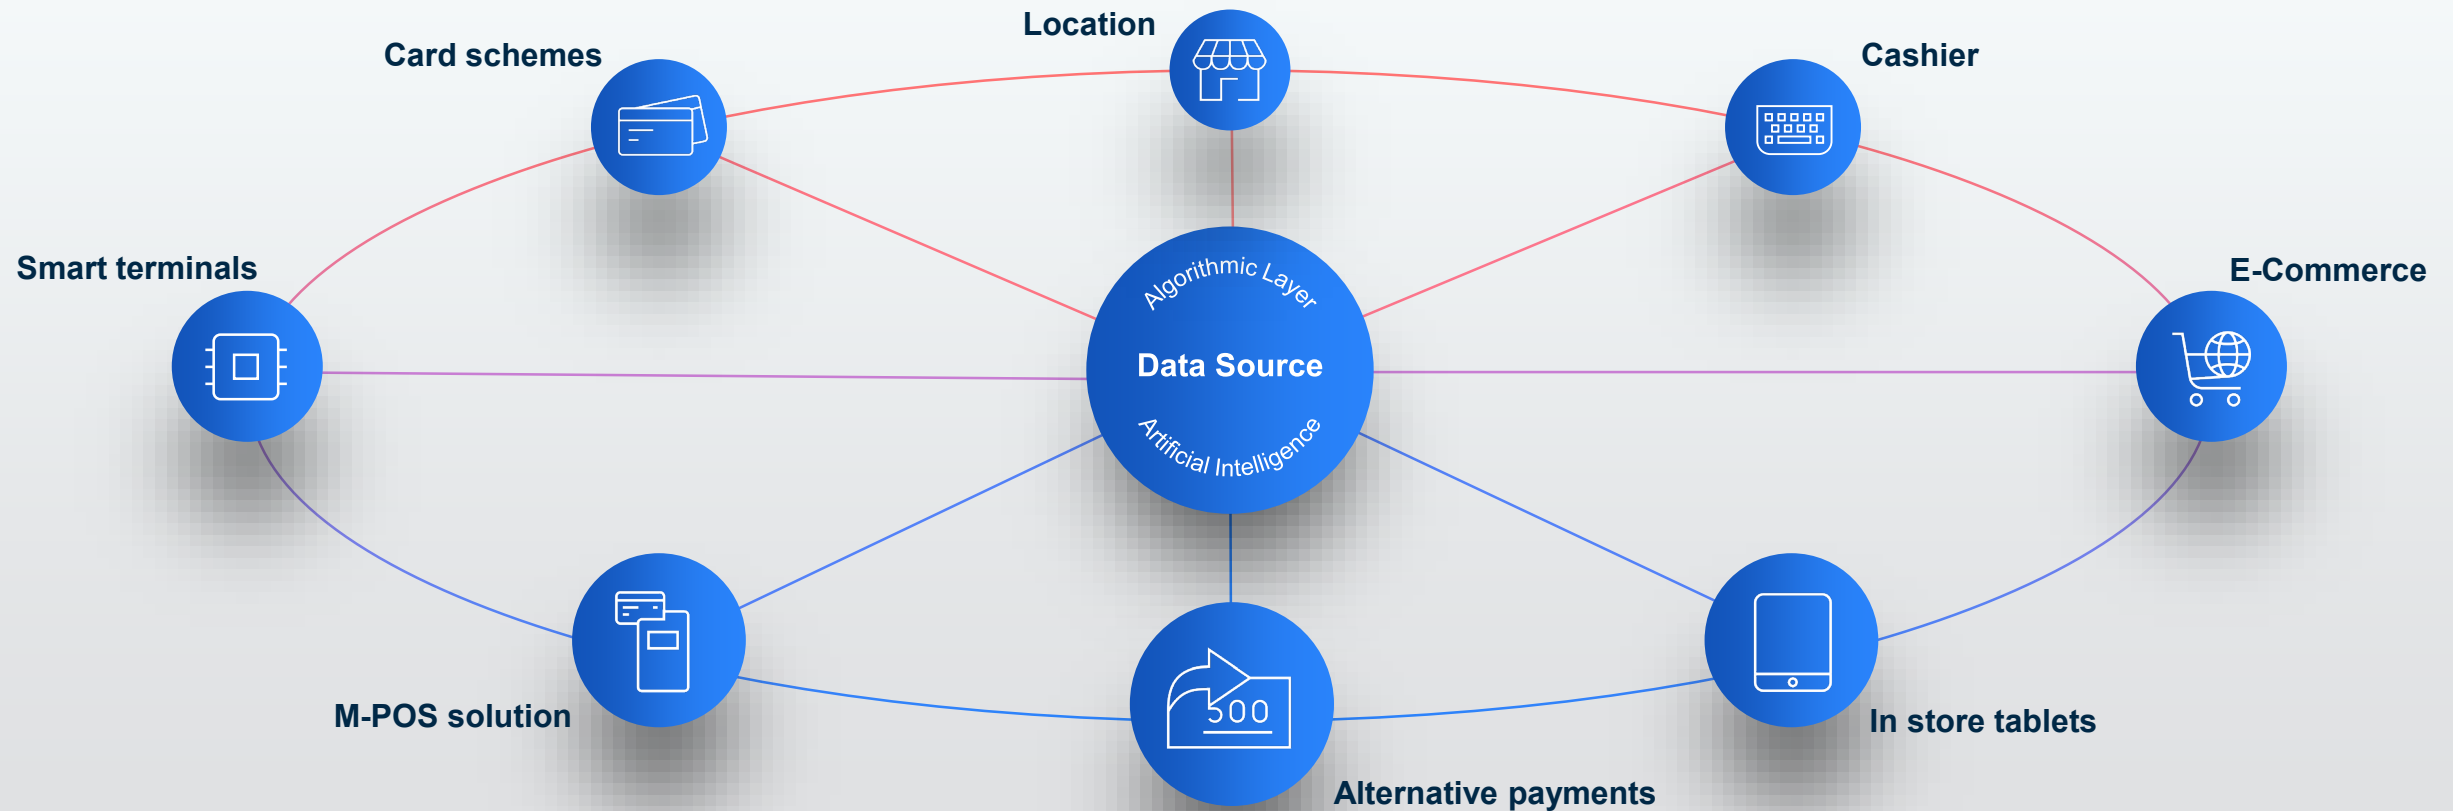 Location
Card schemes
Cashier
Smart terminals
E-Commerce
Algorithmic Layer
Data Source
Artificial Intelligence
500
M-POS solution
In store tablets
Alternative payments